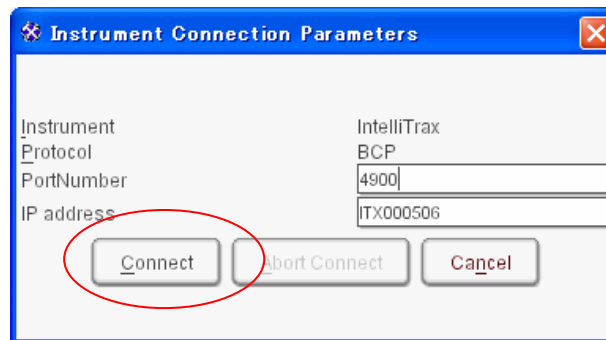 Instrument Connection Parameters
Instrument IntelliTrax
Protocol BCP
PortNumber 4900
IP address ITX000506
Connect Abort Connect Cancel